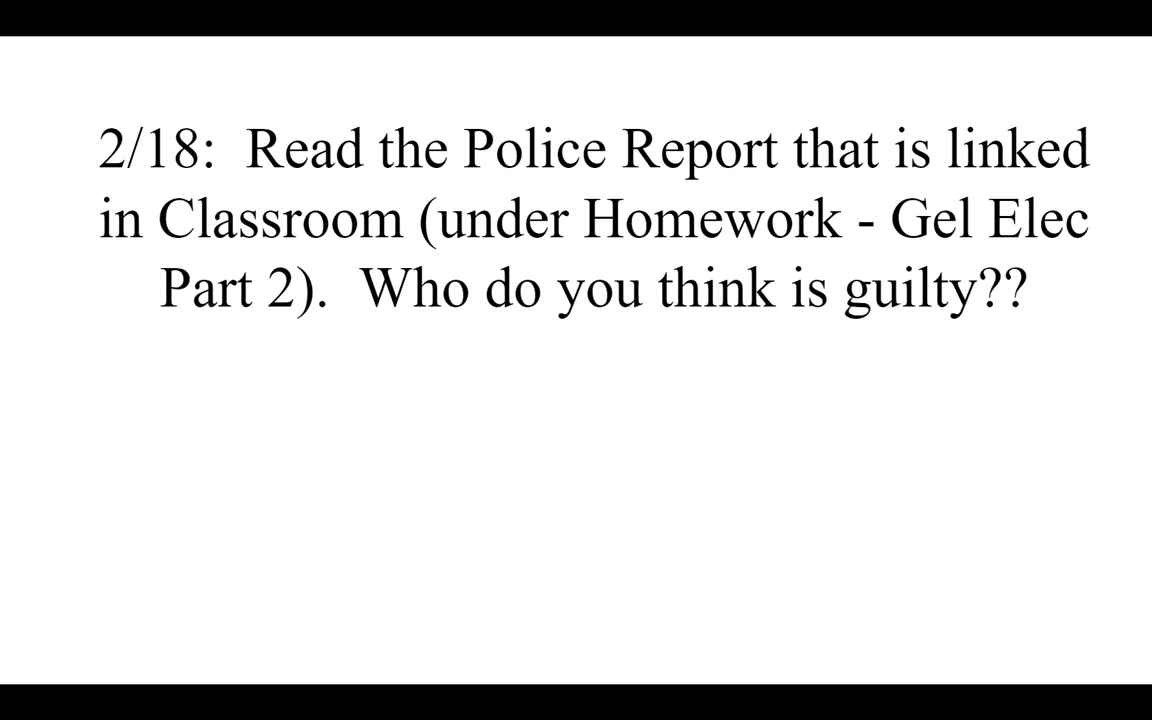 2/18:  Read the Police Report that is linked
in Classroom (under Homework - Gel Elec
Part 2).  Who do you think is guilty??